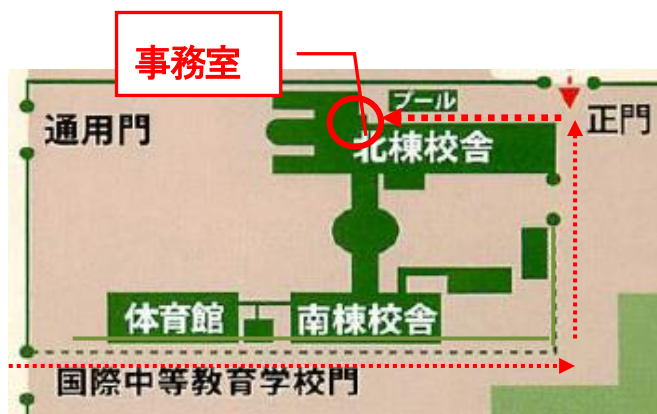 事務室
プール
正門
通用門
北棟校舎
体育館
南棟校舎
国際中等教育学校門